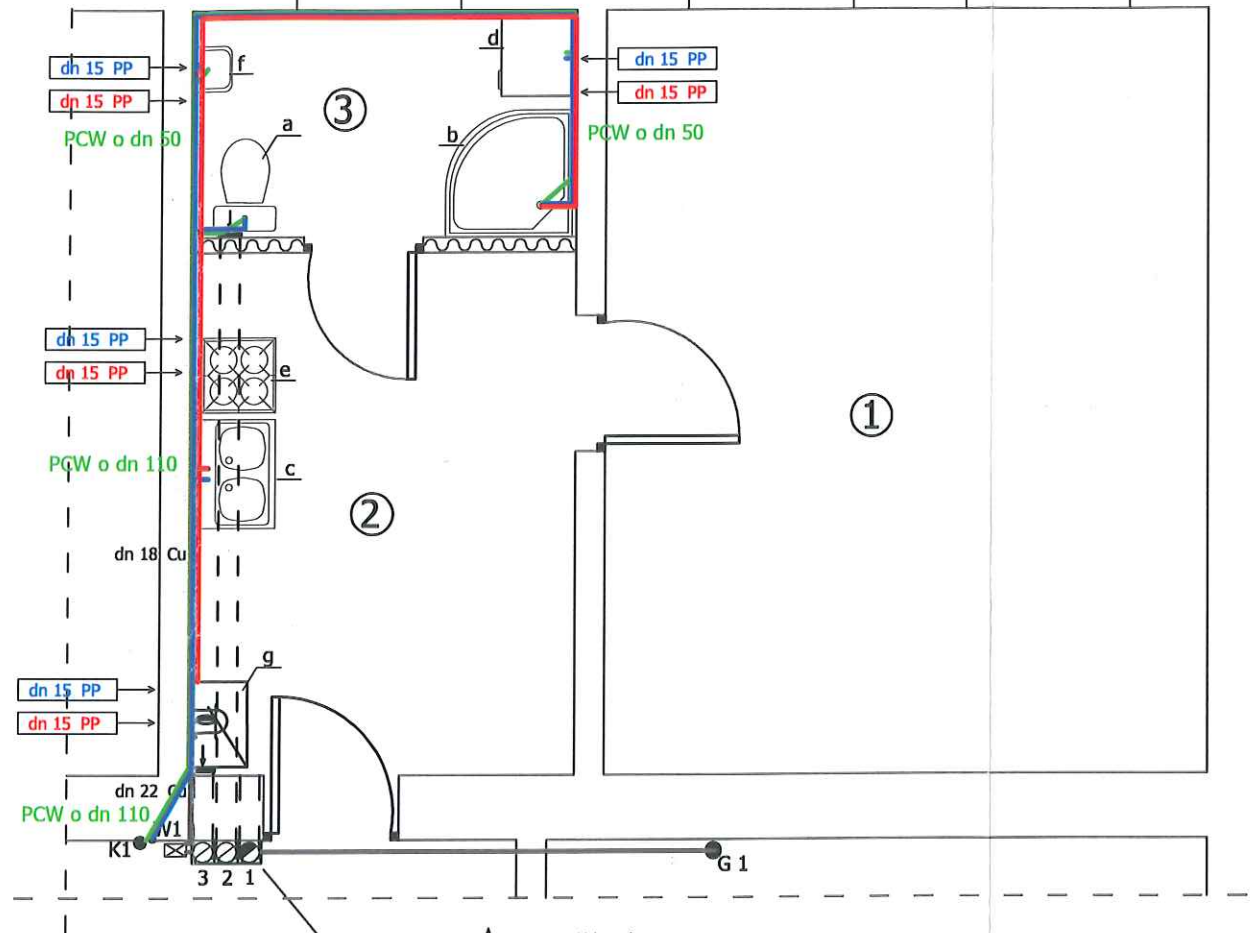 d
dn 15 PP
f
dn 15 PP
dn 15 PP
dn 15 PP
3
a
b
PCW o dn 50
PCW o dn 50
dn 15 PP
dn 15 PP
e
1
PCW o dn 110
c
2
dn 18 Cu
g
dn 15 PP
dn 15 PP
dn 22 Cu
PCW o dn 110
W1
K1
G 1
3 2 1